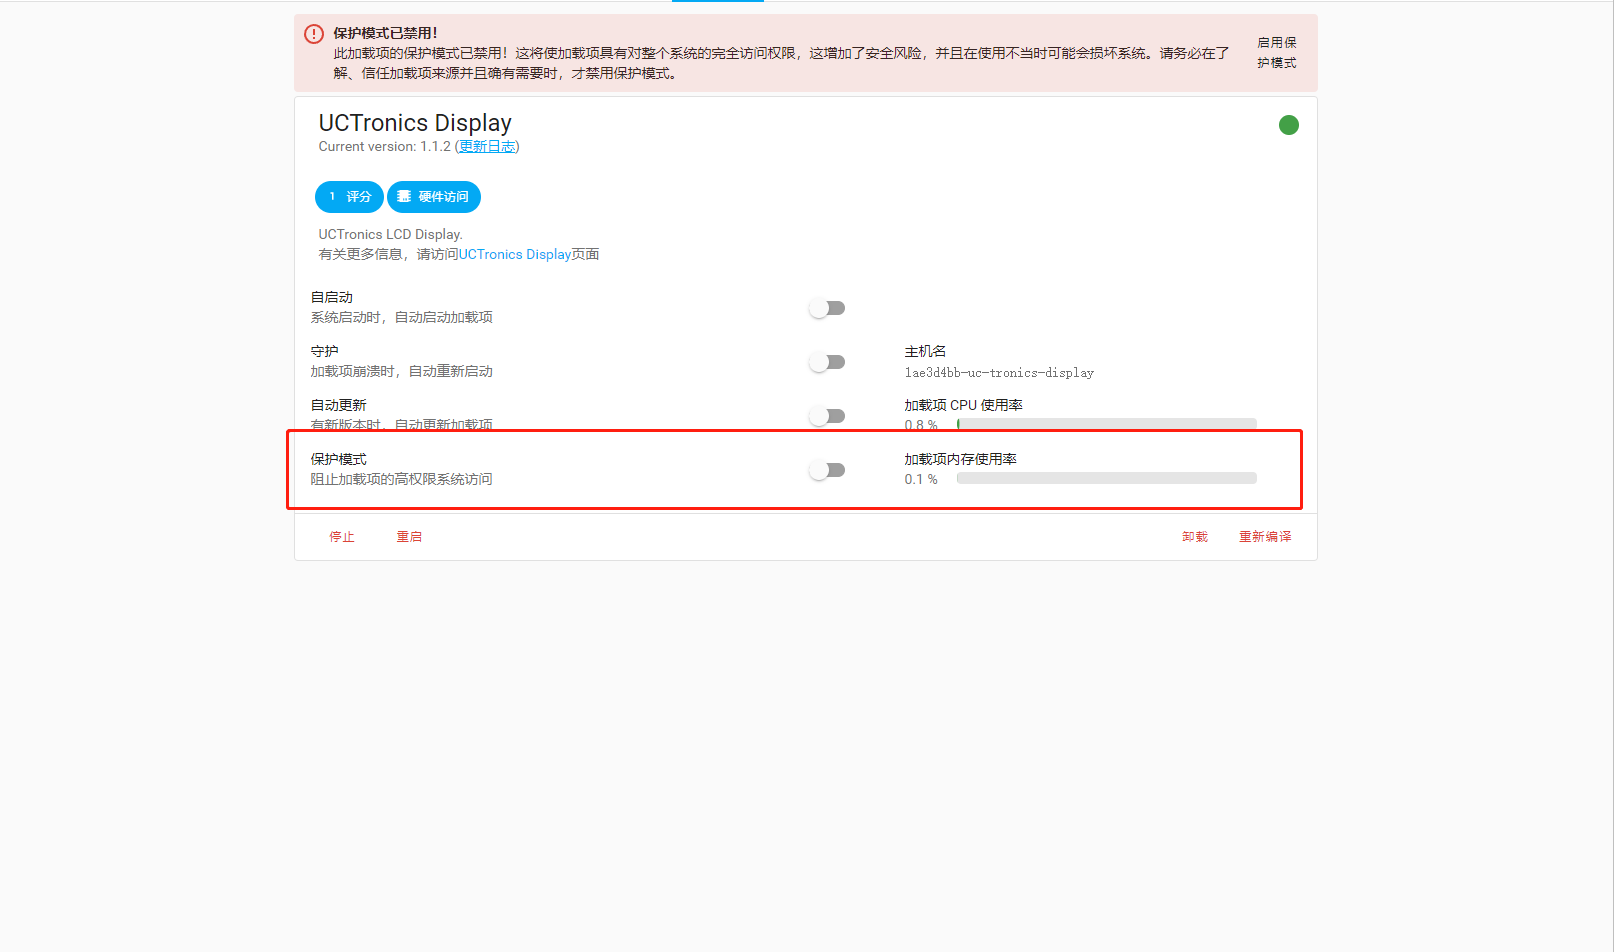 保护模式已禁用!
此加载项的保护模式已禁用! 这将使加载项具有对整个系统的完全访问权限，这增加了安全风险，并且在使用不当时可能会损坏系统。请务必在了
解、信任加载项来源并且确有需要时，才禁用保护模式。
启用保
护模式
UCTronics Display
Current version: 1.1.2 (更新日志)
1 评分
硬件访问
UCTronics LCD Display.
有关更多信息，请访问UCTronics Display页面
自启动
系统启动时，自动启动加载项
守护
加载项崩溃时，自动重新启动
主机名
1ae3d4bb-uc-tronics-display
自动更新
有新版本时，自动更新加载项
加载项 CPU 使用率
0.8 %
保护模式
阻止加载项的高权限系统访问
加载项内存使用率
0.1 %
停止
重启
卸载
重新编译